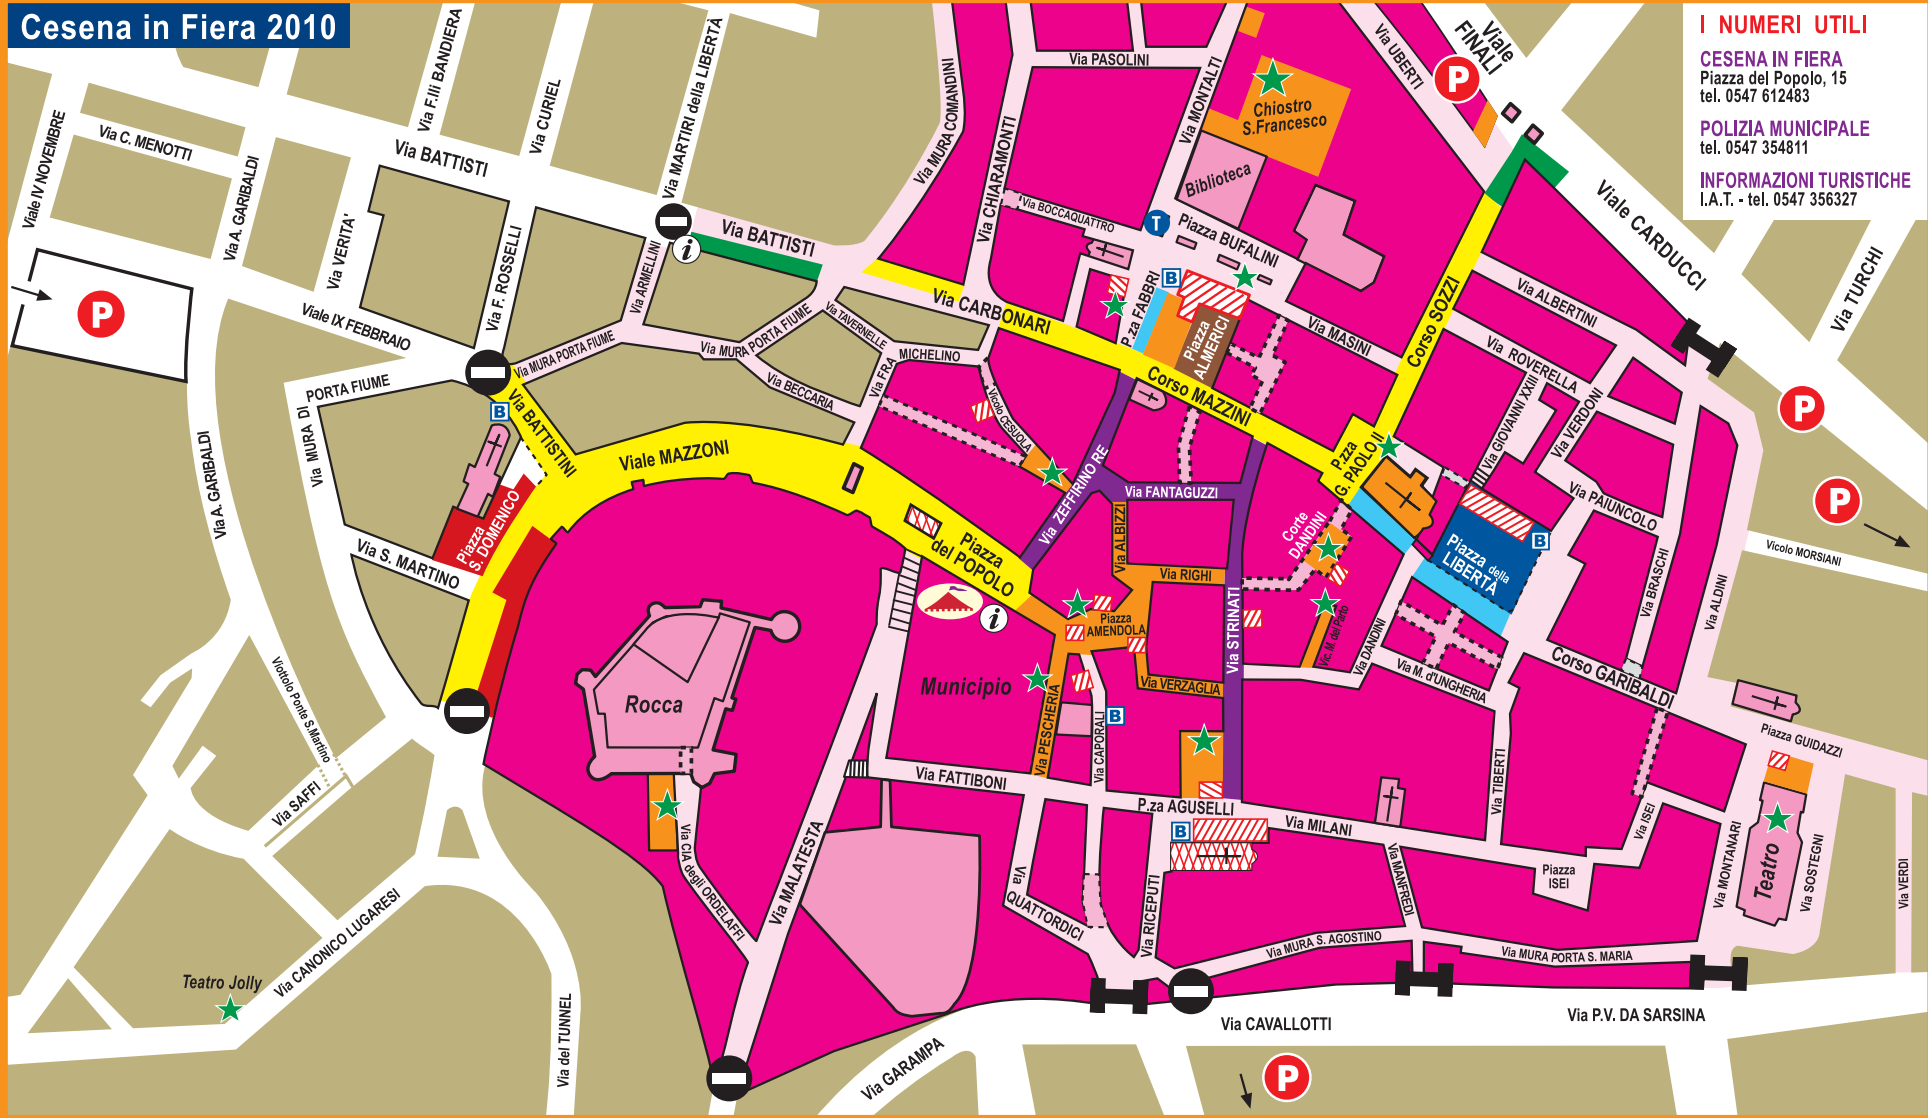 Cesena in Fiera 2010
I NUMERI UTILI
CESENA IN FIERA
Piazza del Popolo, 15
tel. 0547 612483
POLIZIA MUNICIPALE
tel. 0547 354811
INFORMAZIONI TURISTICHE
I.A.T. - tel. 0547 356327
Viale IV NOVEMBRE
Via C. MENOTTI
Via A. GARIBALDI
Via F.lli BANDIERA
Via BATTISTI
Via CURIEL
Via MARTIRI della LIBERTÀ
Via VERITA'
Via F. ROSSELLI
Via ARMELLINI
i
Via BATTISTI
Via MURA COMANDINI
Via CHIARAMONTI
Via PASOLINI
Via MONTALTI
Via UBERTI
Viale
FINALI
P
Chiostro
S.Francesco
Biblioteca
Via BOCCAQUATTRO
T
Piazza BUFALINI
B
P.za FABBRI
Piazza
ALMERICI
Via MASINI
Corso SOZZI
Viale CARDUCCI
Via TURCHI
Via ALBERTINI
Via ROVERELLA
Via GIOVANNI XXIII
Via VERDONI
Via PAIUNCOLO
P
P
Vicolo MORSIANI
P
Viale IX FEBBRAIO
Via MURA PORTA FIUME
Via MURA PORTA FIUME
Via TAVERNELLE
Via FRA
MICHELINO
Via BECCARIA
Vicolo CESUOLA
Via CARBONARI
Corso MAZZINI
PORTA FIUME
Via MURA DI
B
Via BATTISTINI
Viale MAZZONI
Piazza
S. DOMENICO
Via S. MARTINO
Via A. GARIBALDI
Viottolo Ponte S.Martino
Via SAFFI
Piazza
del POPOLO
i
Via ZEFFIRINO RE
Via FANTAGUZZI
Via ALBIZZI
Via RIGHI
Piazza
AMENDOLA
Via VERZAGLIA
Via STRINATI
Corte
DANDINI
Vic. M. del Parto
Via DANDINI
P.zza
G. PAOLO II
Piazza della
LIBERTÀ
B
Via M. d'UNGHERIA
Corso GARIBALDI
Via BRASCHI
Via ALDINI
Piazza GUIDAZZI
Rocca
Municipio
Via PESCHERIA
Via CAPORALI
B
Via FATTIBONI
P.za AGUSELLI
B
Via MILANI
Via TIBERTI
Via ISEI
Piazza
ISEI
Via MONTANARI
Teatro
Via SOSTEGNI
Via VERDI
Via CIA degli ORDELAFFI
Via MALATESTA
Via
QUATTORDICI
Via RICEPUTI
Via MANFREDI
Via MURA S. AGOSTINO
Via MURA PORTA S. MARIA
Teatro Jolly
Via CANONICO LUGARESI
Via del TUNNEL
Via GARAMPA
Via CAVALLOTTI
Via P.V. DA SARSINA
P